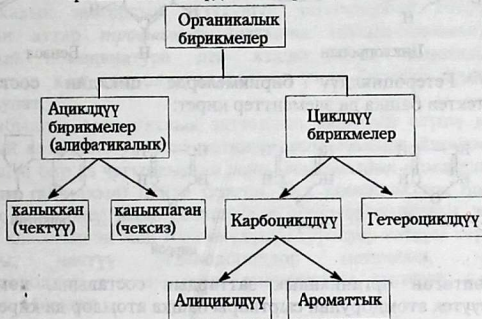 Органикалык
бирикмелер
Ациклдүү
бирикмелер
(алифатикалык)
Циклдүү
бирикмелер
каныккан
(чектүү)
каныкпаган
(чексиз)
Карбоциклдүү
Гетероциклдүү
Алициклдүү
Ароматтык